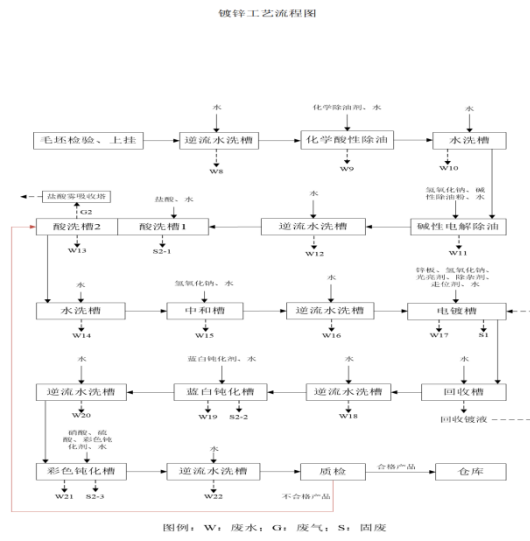 镀锌工艺流程图
水
化学除油剂、水
水
毛坯检验、上挂
逆流水洗槽
化学酸性除油
水洗槽
W8
W9
W10
盐酸雾吸收塔
G2
盐酸、水
水
氢氧化钠、碱
性除油粉、水
酸洗槽2
酸洗槽1
逆流水洗槽
碱性电解除油
W13
S2-1
W12
W11
水
氢氧化钠、水
水
锌板、氢氧化钠、
光亮剂、除杂剂、
走位剂、水
水洗槽
中和槽
逆流水洗槽
电镀槽
W14
W15
W16
W17
S1
水
蓝白钝化剂、水
水
水
逆流水洗槽
蓝白钝化槽
逆流水洗槽
回收槽
W20
W19
S2-2
W18
回收镀液
硝酸、硫
酸、彩色钝
化剂、水
水
彩色钝化槽
逆流水洗槽
质检
合格产品
仓库
W21
S2-3
W22
不合格产品
图例：W：废水；G：废气；S：固废